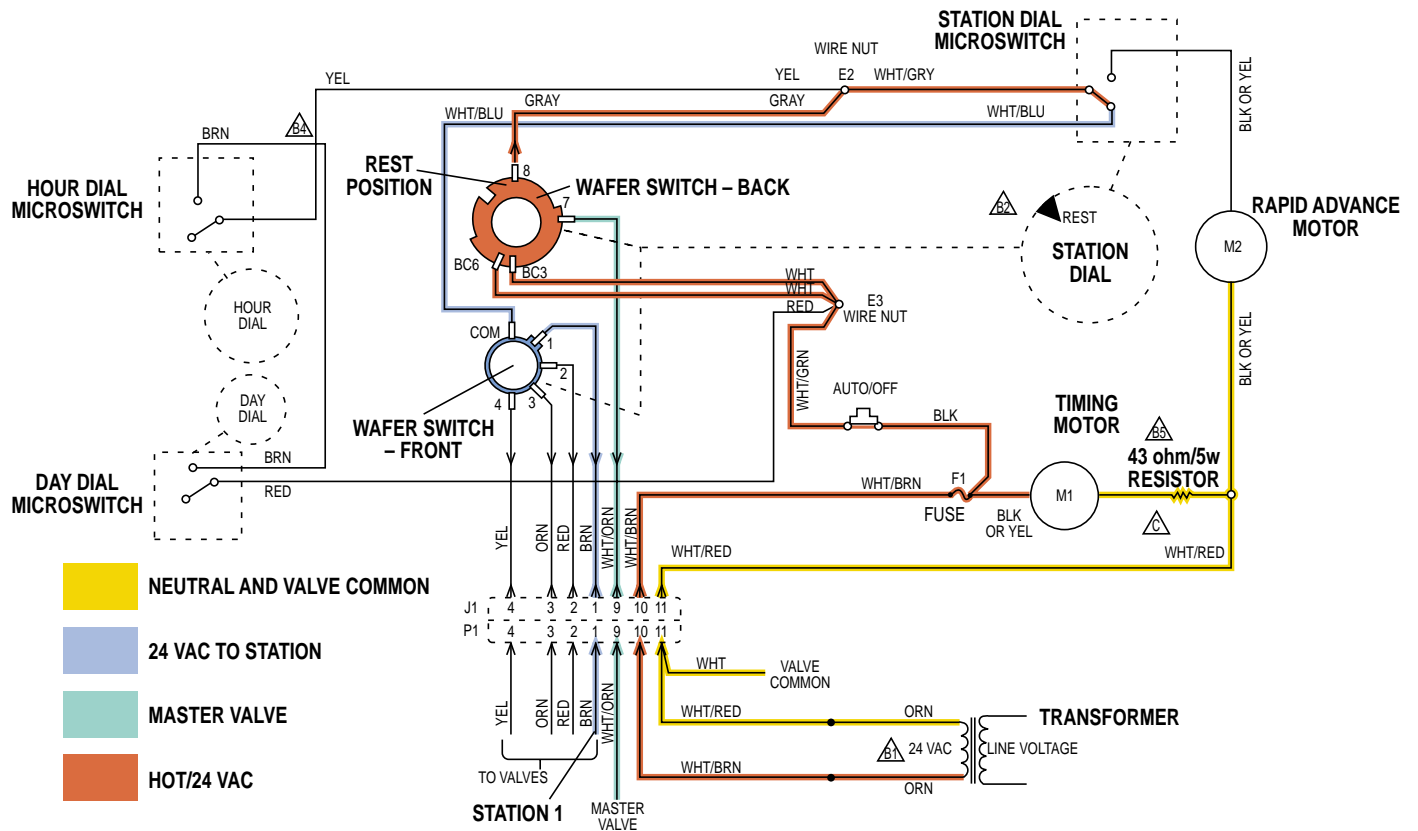 STATION DIAL
MICROSWITCH
WIRE NUT
YEL
YEL
E2
WHT/GRY
GRAY
GRAY
WHT/BLU
WHT/BLU
BLK OR YEL
B4
BRN
HOUR DIAL
MICROSWITCH
REST
POSITION
8
WAFER SWITCH – BACK
7
B2
REST
STATION
DIAL
RAPID ADVANCE
MOTOR
M2
BC6
BC3
WHT
WHT
RED
E3
WIRE NUT
HOUR
DIAL
COM
1
2
3
4
WHT/GRN
BLK OR YEL
AUTO/OFF
BLK
DAY
DIAL
WAFER SWITCH
– FRONT
TIMING
MOTOR
B5
43 ohm/5w
RESISTOR
BRN
RED
DAY DIAL
MICROSWITCH
WHT/BRN
F1
FUSE
M1
BLK
OR YEL
C
YEL
ORN
RED
BRN
WHT/ORN
WHT/BRN
WHT/RED
WHT/RED
NEUTRAL AND VALVE COMMON
J1 4 3 2 1 9 10 11
P1 4 3 2 1 9 10 11
24 VAC TO STATION
WHT
VALVE
COMMON
YEL
ORN
RED
BRN
WHT/ORN
MASTER VALVE
WHT/RED
ORN
TRANSFORMER
B1
24 VAC
LINE VOLTAGE
HOT/24 VAC
WHT/BRN
ORN
TO VALVES
STATION 1
MASTER
VALVE